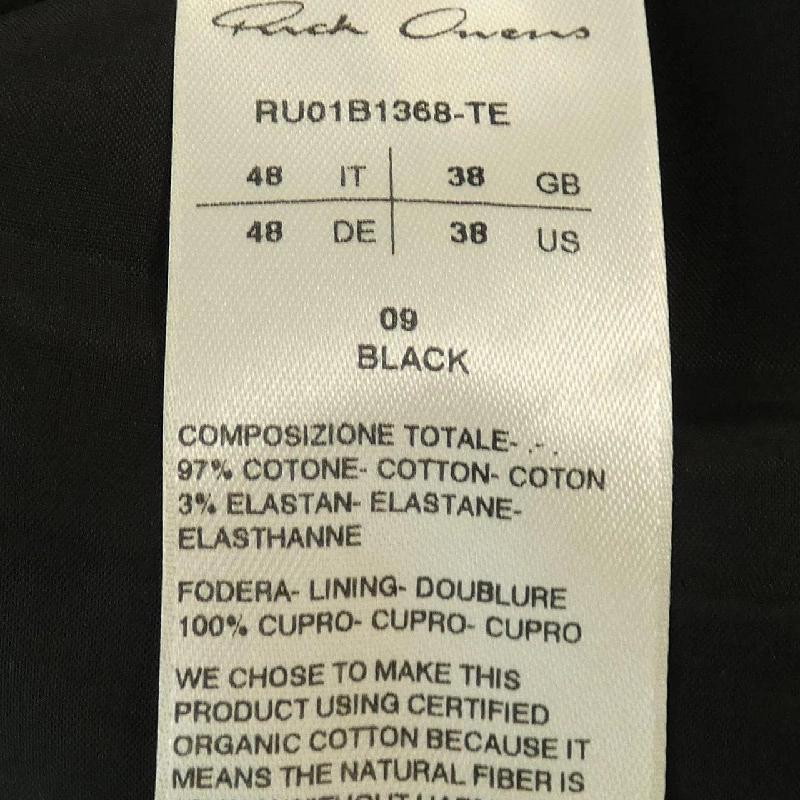 Rick Owens
RU01B1368-TE
48 IT 38 GB
48 DE 38 US
09
BLACK
COMPOSIZIONE TOTALE- .-.
97% COTONE- COTTON- COTON
3% ELASTAN- ELASTANE-
ELASTHANNE
FODERA- LINING- DOUBLURE
100% CUPRO- CUPRO- CUPRO
WE CHOSE TO MAKE THIS
PRODUCT USING CERTIFIED
ORGANIC COTTON BECAUSE IT
MEANS THE NATURAL FIBER IS